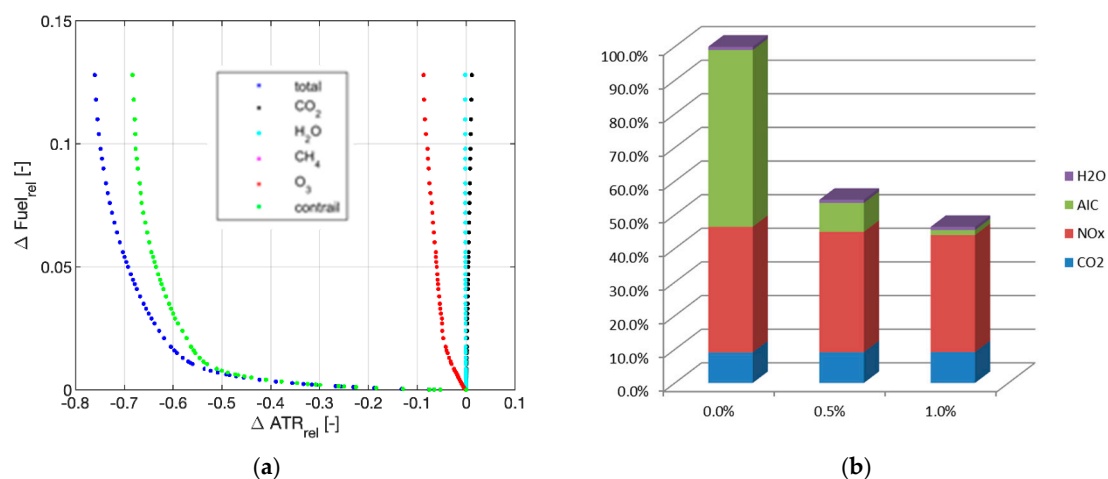 0.15
0.1
0.05
0
-0.8 -0.7 -0.6 -0.5 -0.4 -0.3 -0.2 -0.1 0 0.1
Δ Fuel_rel [-]
Δ ATR_rel [-]
total
CO₂
H₂O
CH₄
O₃
contrail
(a)
100.0%
90.0%
80.0%
70.0%
60.0%
50.0%
40.0%
30.0%
20.0%
10.0%
0.0%
0.0% 0.5% 1.0%
H2O
AIC
NOx
CO2
(b)